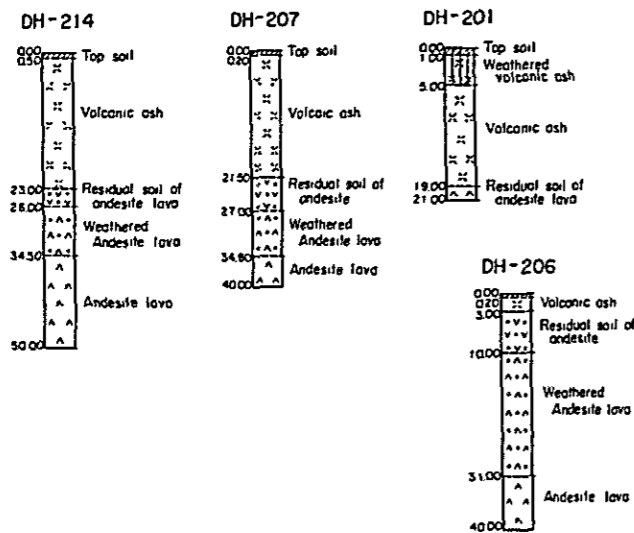 DH-214
0.00
0.50
Top soil
Volcanic ash
23.00
Residual soil of
andesite lava
26.00
Weathered
Andesite lava
34.50
Andesite lava
50.00
DH-207
0.00
0.20
Top soil
Volcanic ash
21.50
Residual soil of
andesite
27.00
Weathered
Andesite lava
Andesite lava
40.00
DH-201
0.00
1.00
Top soil
Weathered
volcanic ash
5.00
Volcanic ash
19.00
Residual soil of
andesite lava
21.00
DH-206
0.00
0.20
Volcanic ash
3.00
Residual soil of
andesite
10.00
Weathered
Andesite lava
31.00
Andesite lava
40.00